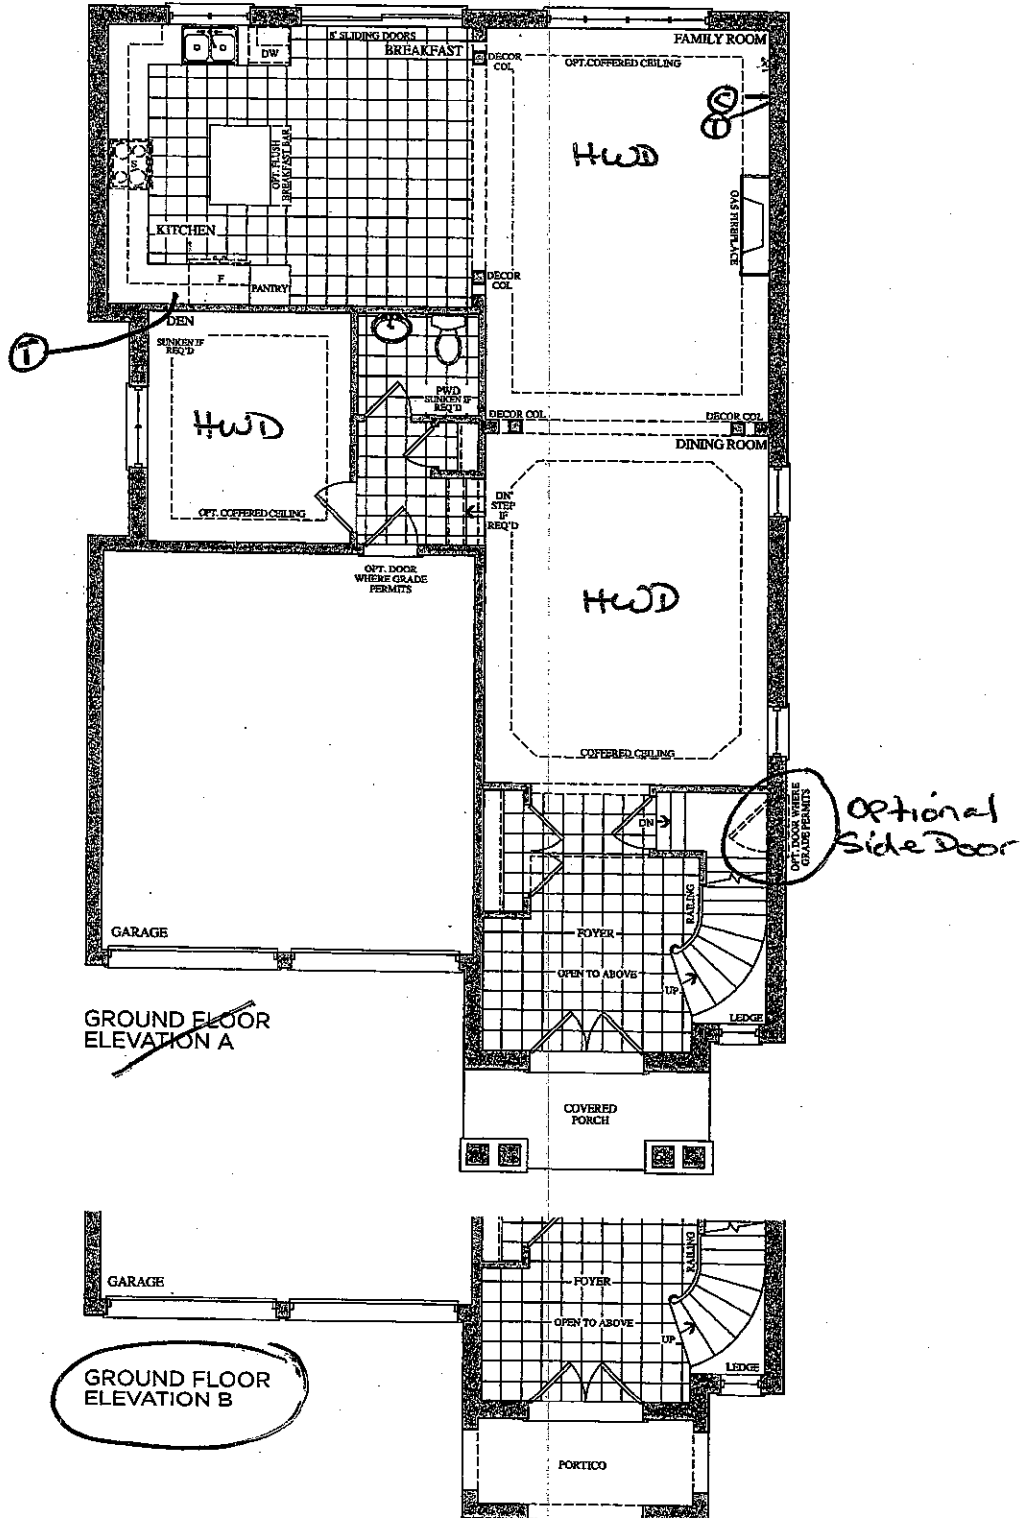 8' SLIDING DOORS
BREAKFAST
DW
DECOR
COL
FAMILY ROOM
OPT.COFFERED CEILING
C
T
HWD
S
OPT. FLUSH
BREAKFAST BAR
GAS FIREPLACE
KITCHEN
F
PANTRY
DECOR
COL
T
DEN
SUNKEN IF
REQ'D
HWD
OPT. COFFERED CEILING
PWD
SUNKEN IF
REQ'D
DECOR COL
DECOR COL
DINING ROOM
DN
STEP
IF
REQ'D
OPT. DOOR
WHERE GRADE
PERMITS
HWD
COFFERED CEILING
DN
OPT. DOOR WHERE
GRADE PERMITS
Optional
Side Door
GARAGE
RAILING
FOYER
OPEN TO ABOVE
UP
LEDGE
GROUND FLOOR
ELEVATION A
COVERED
PORCH
GARAGE
RAILING
FOYER
OPEN TO ABOVE
UP
LEDGE
GROUND FLOOR
ELEVATION B
PORTICO